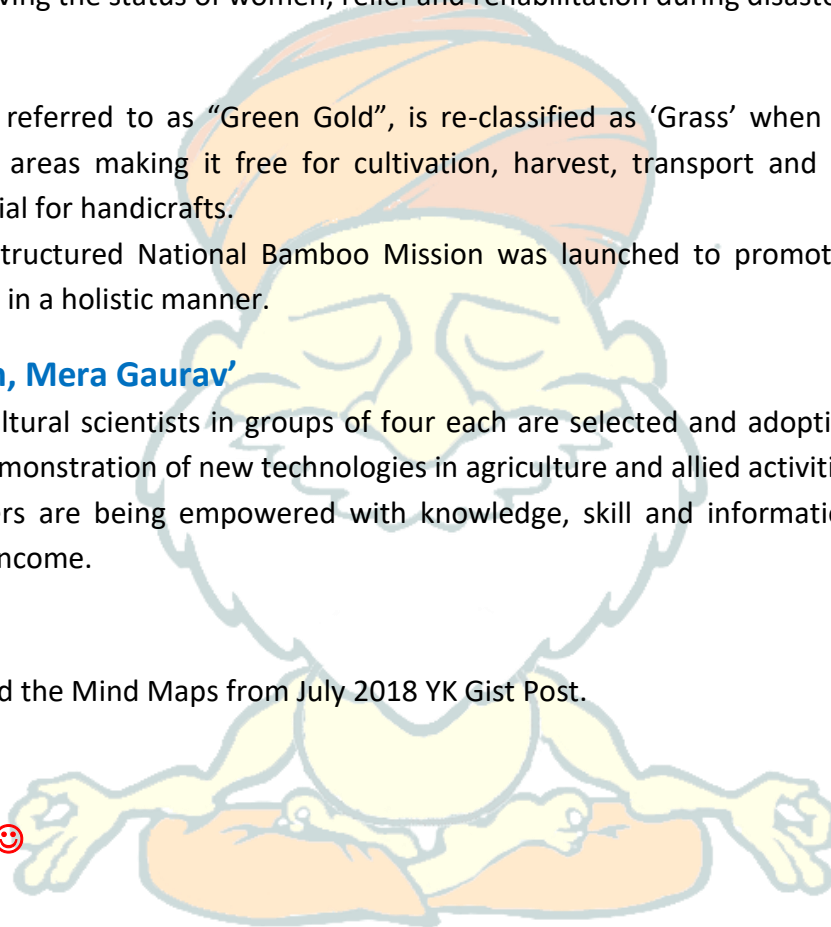 ving the status of women, relief and rehabilitation during disaste
referred to as “Green Gold”, is re-classified as ‘Grass’ when
areas making it free for cultivation, harvest, transport and
ial for handicrafts.
structured National Bamboo Mission was launched to promot
in a holistic manner.
, Mera Gaurav’
ltural scientists in groups of four each are selected and adopti
monstration of new technologies in agriculture and allied activiti
ers are being empowered with knowledge, skill and informatio
ncome.
d the Mind Maps from July 2018 YK Gist Post.